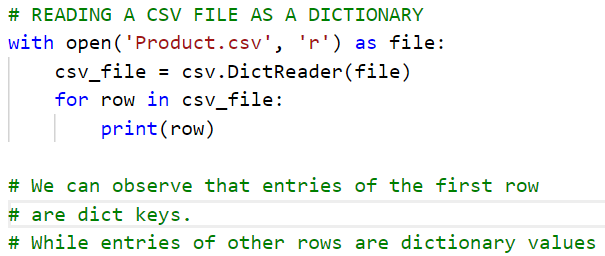 # READING A CSV FILE AS A DICTIONARY
with open('Product.csv', 'r') as file:
    csv_file = csv.DictReader(file)
    for row in csv_file:
        print(row)
# We can observe that entries of the first row
# are dict keys.
# While entries of other rows are dictionary values